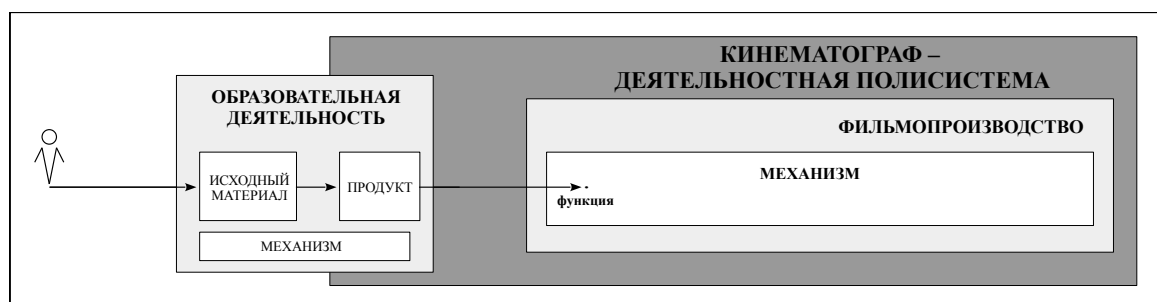 КИНЕМАТОГРАФ –
ДЕЯТЕЛЬНОСТНАЯ ПОЛИСИСТЕМА
ОБРАЗОВАТЕЛЬНАЯ
ДЕЯТЕЛЬНОСТЬ
ФИЛЬМОПРОИЗВОДСТВО
ИСХОДНЫЙ
МАТЕРИАЛ
ПРОДУКТ
МЕХАНИЗМ
функция
МЕХАНИЗМ